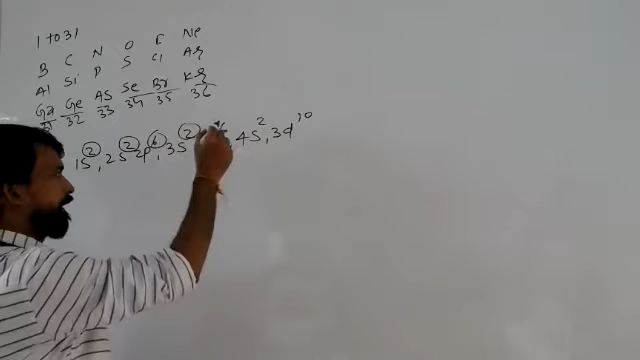 1 to 31
B C N O F Ne
Al Si P S Cl Ar
Ga Ge As Se Br Kr
31 32 33 34 35 36
1s², 2s² 2p⁶, 3s² , 4s², 3d¹⁰